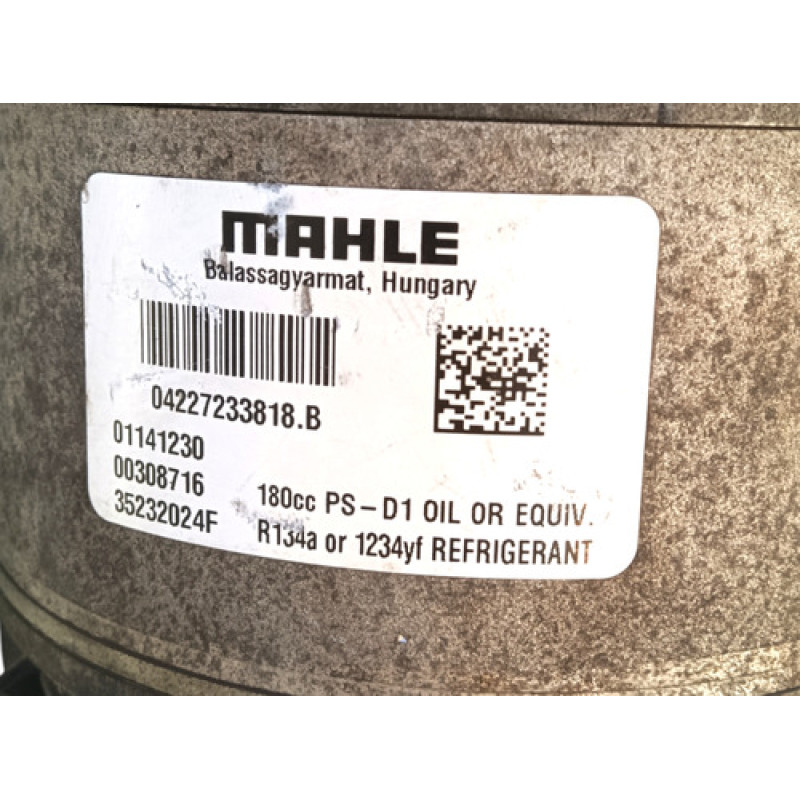 MAHLE
Balassagyarmat, Hungary
04227233818.B
01141230
00308716
35232024F
180cc PS-D1 OIL OR EQUIV.
R134a or 1234yf REFRIGERANT